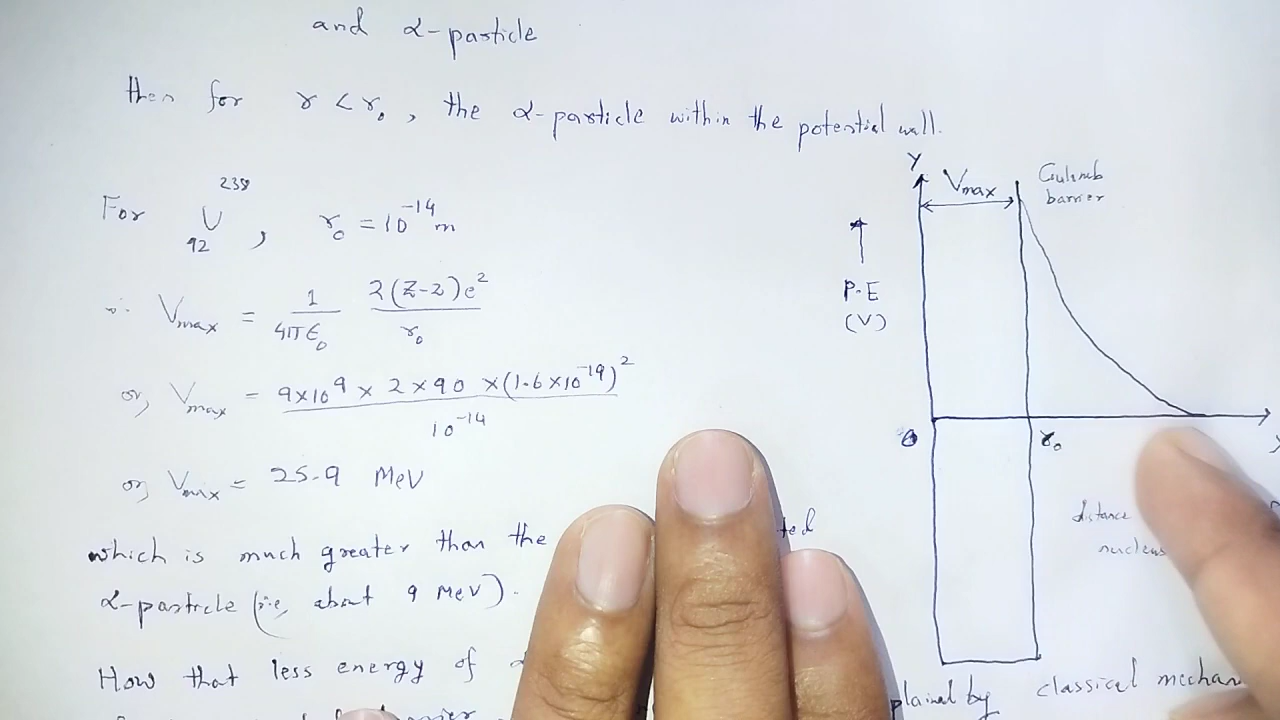 and α-particle
then for r < r₀, the α-particle within the potential wall.
For ₉₂U²³⁸, r₀ = 10⁻¹⁴ m
∴ Vmax = 1/4πϵ₀ 2(Z-2)e²/r₀
or, Vmax = 9×10⁹ × 2×90 ×(1.6×10⁻¹⁹)²/10⁻¹⁴
or, Vmax = 25.9 MeV
which is much greater than the
α-particle (i.e, about 9 MeV).
How that less energy of
classical
by
Y
Vmax
Coulomb
barrier
P.E
(V)
r₀
distance
nucleus